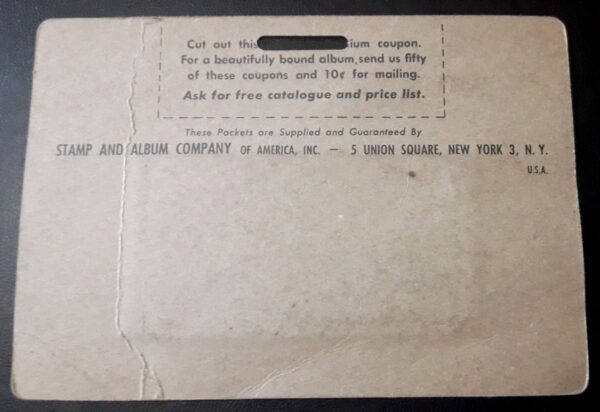 Cut out this ium coupon.
For a beautifully bound album, send us fifty
of these coupons and 10¢ for mailing.
Ask for free catalogue and price list.
These Packets are Supplied and Guaranteed By
STAMP AND ALBUM COMPANY OF AMERICA, INC. — 5 UNION SQUARE, NEW YORK 3, N. Y.
U.S.A.